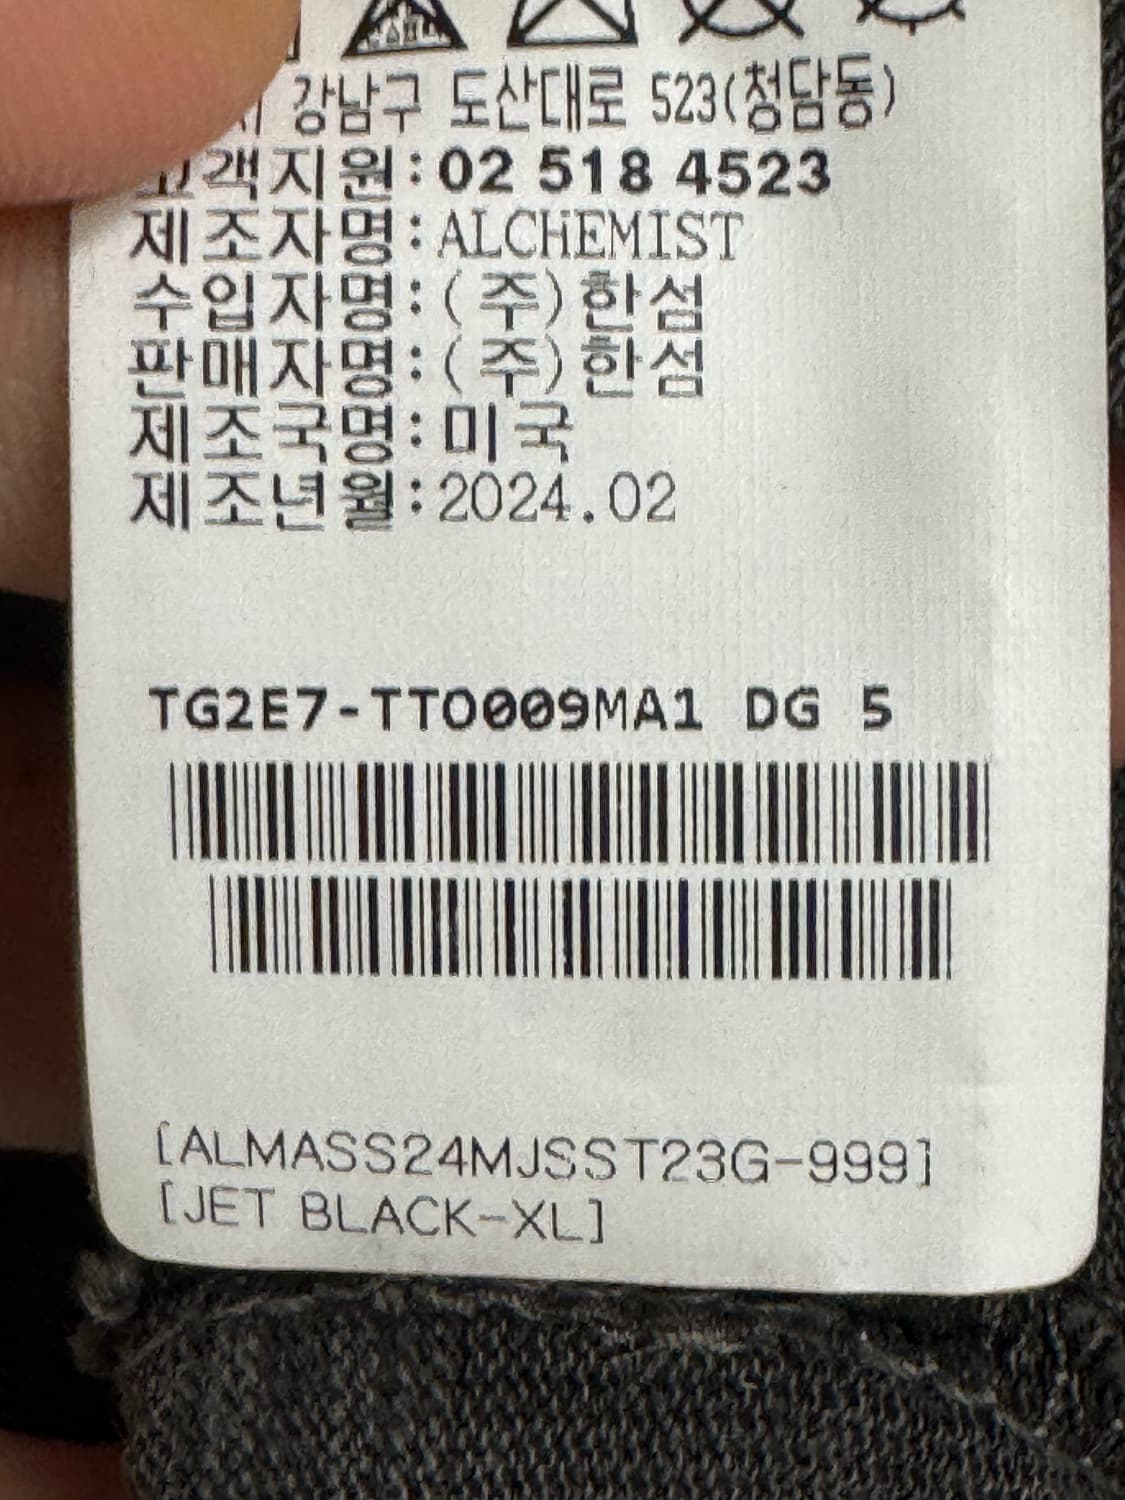 강남구 도산대로 523(청담동)
고객지원:02 518 4523
제조자명:ALCHEMIST
수입자명:(주)한섬
판매자명:(주)한섬
제조국명:미국
제조년월:2024.02
TG2E7-TTO009MA1 DG 5
[ALMASS24MJSST23G-999]
[JET BLACK-XL]